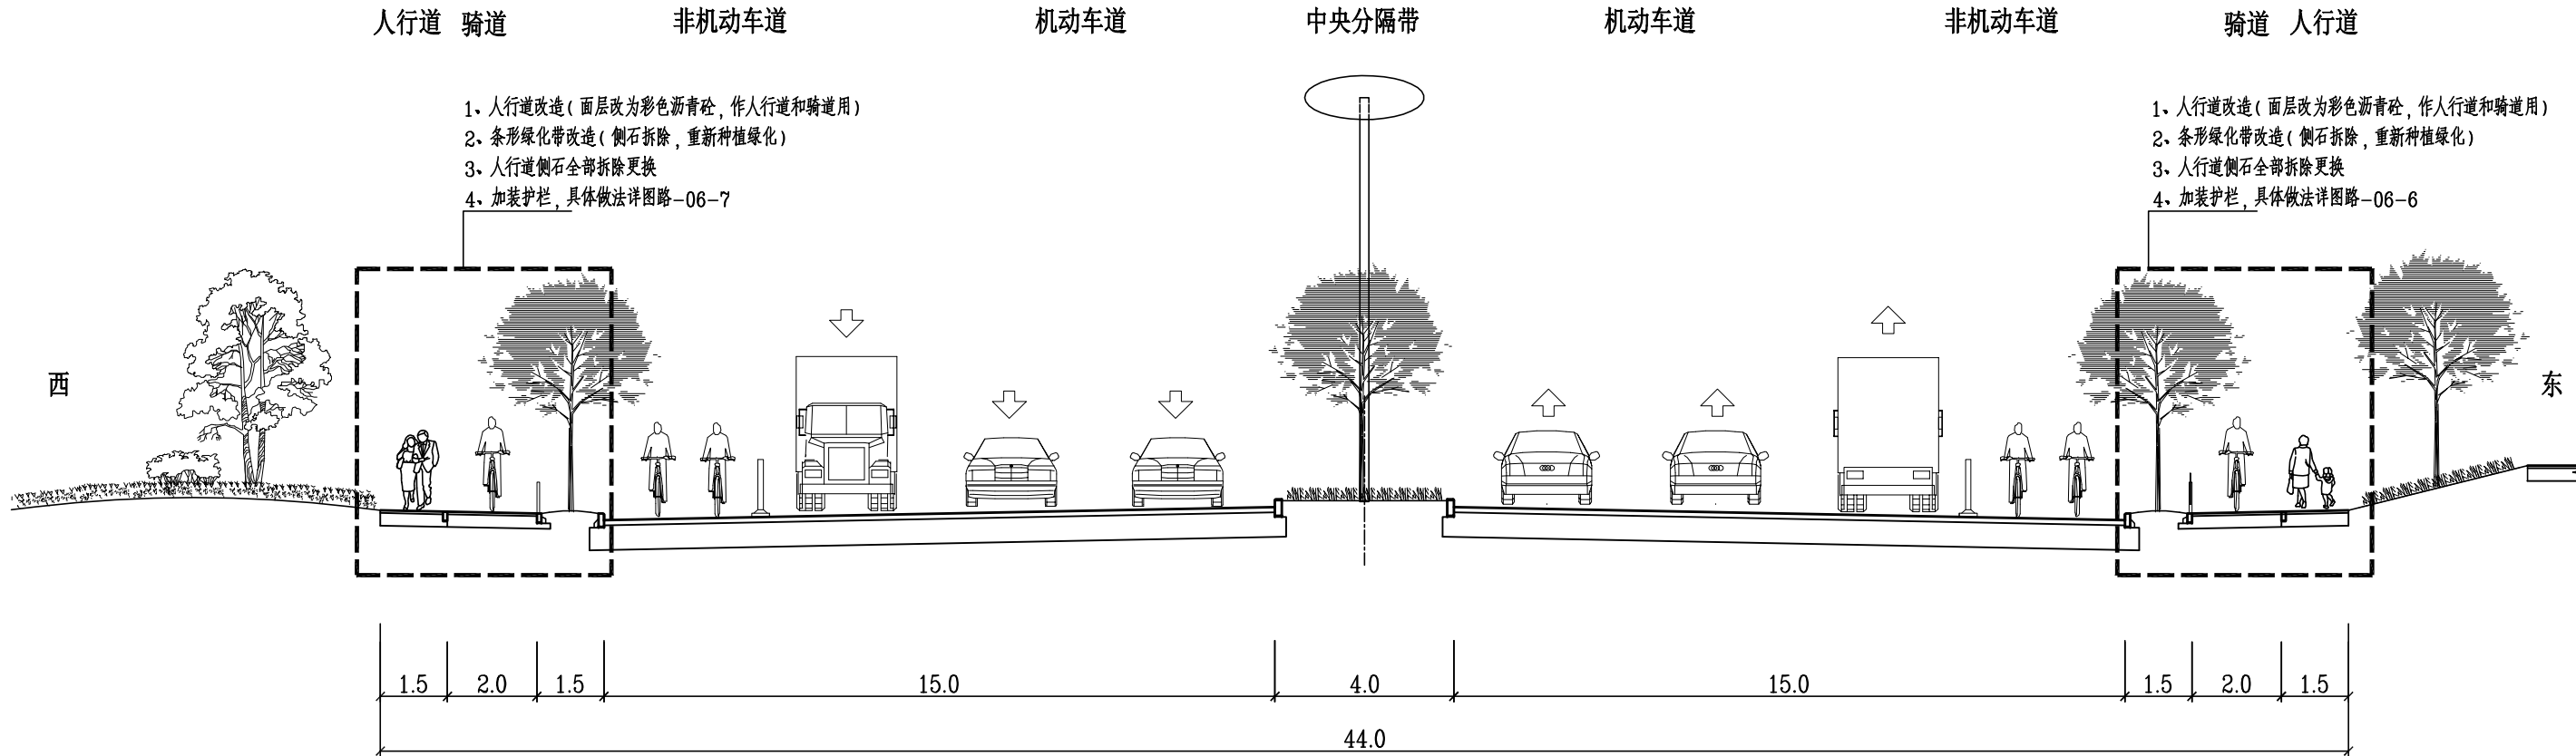 人行道 骑道 非机动车道 机动车道 中央分隔带 机动车道 非机动车道 骑道 人行道
1、人行道改造(面层改为彩色沥青砼,作人行道和骑道用)
2、条形绿化带改造(侧石拆除,重新种植绿化)
3、人行道侧石全部拆除更换
4、加装护栏,具体做法详图路-06-7
1、人行道改造(面层改为彩色沥青砼,作人行道和骑道用)
2、条形绿化带改造(侧石拆除,重新种植绿化)
3、人行道侧石全部拆除更换
4、加装护栏,具体做法详图路-06-6
西
东
1.5 2.0 1.5 15.0 4.0 15.0 1.5 2.0 1.5
44.0